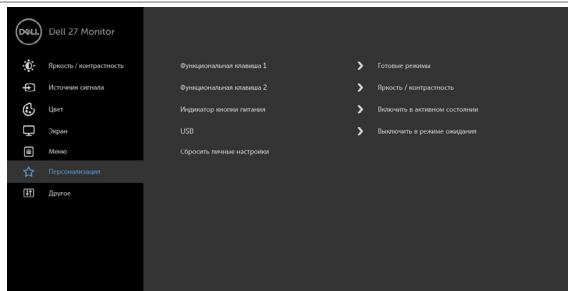 DELL Dell 27 Monitor
Яркость / контрастность
Источник сигнала
Цвет
Экран
Меню
Персонализация
Другое
Функциональная клавиша 1 Готовые режимы
Функциональная клавиша 2 Яркость / контрастность
Индикатор кнопки питания Включить в активном состоянии
USB Выключить в режиме ожидания
Сбросить личные настройки